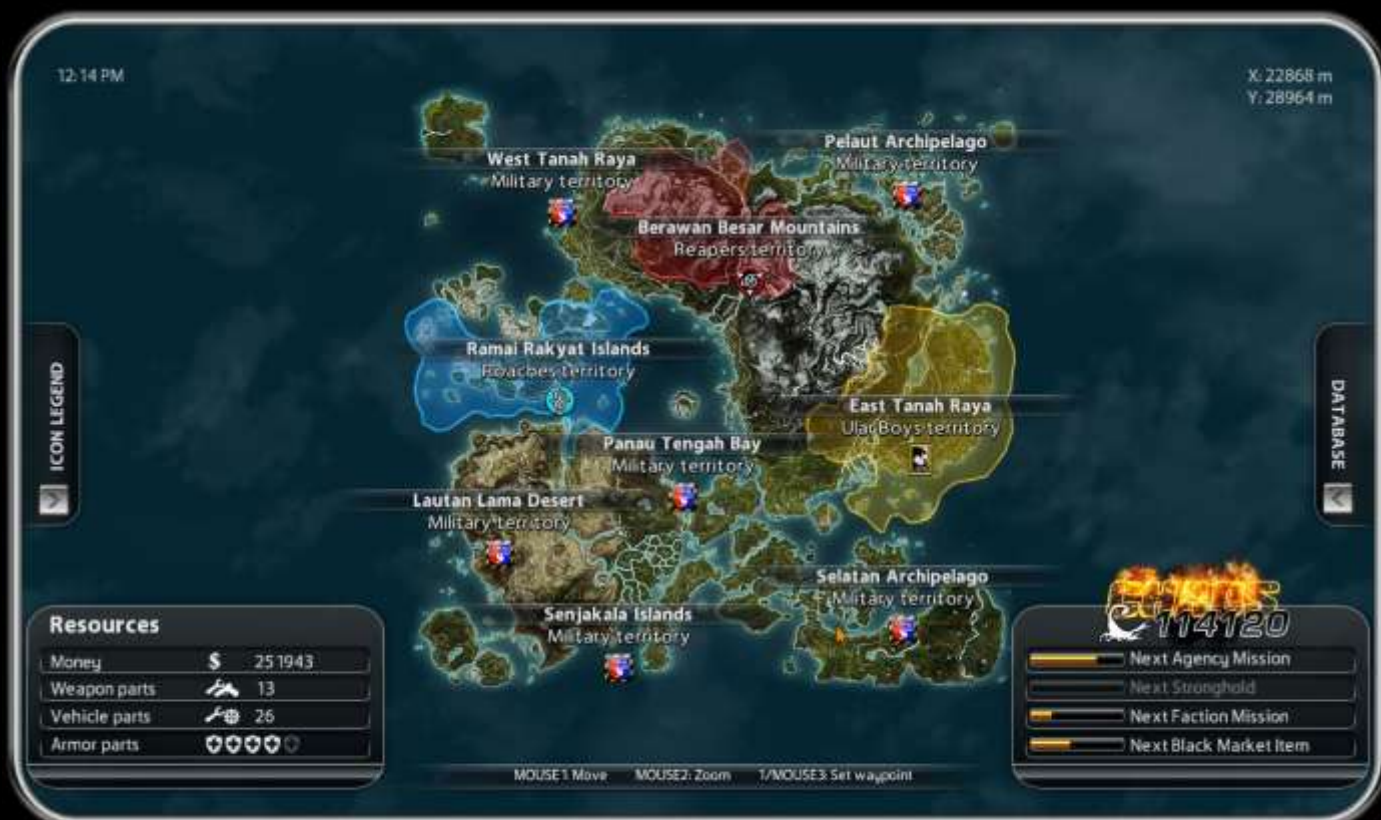 12:14 PM
X: 22868 m
Y: 28964 m
Pelaut Archipelago
Military territory
West Tanah Raya
Military territory
Berawan Besar Mountains
Reapers territory
Ramai Rakyat Islands
Roaches territory
East Tanah Raya
Ular Boys territory
Panau Tengah Bay
Military territory
Lautan Lama Desert
Military territory
Selatan Archipelago
Military territory
Senjakala Islands
Military territory
ICON LEGEND
DATABASE
Resources
Money $ 251943
Weapon parts 13
Vehicle parts 26
Armor parts
114120
Next Agency Mission
Next Stronghold
Next Faction Mission
Next Black Market Item
MOUSE1: Move MOUSE2: Zoom 1/MOUSE3: Set waypoint